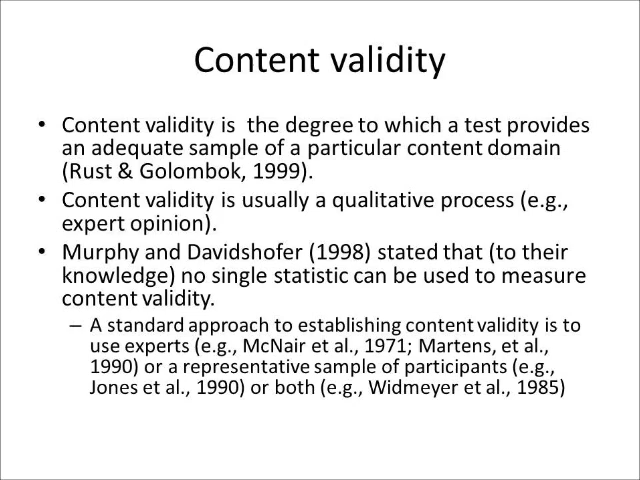 Content validity
• Content validity is  the degree to which a test provides
an adequate sample of a particular content domain
(Rust & Golombok, 1999).
• Content validity is usually a qualitative process (e.g.,
expert opinion).
• Murphy and Davidshofer (1998) stated that (to their
knowledge) no single statistic can be used to measure
content validity.
– A standard approach to establishing content validity is to
use experts (e.g., McNair et al., 1971; Martens, et al.,
1990) or a representative sample of participants (e.g.,
Jones et al., 1990) or both (e.g., Widmeyer et al., 1985)